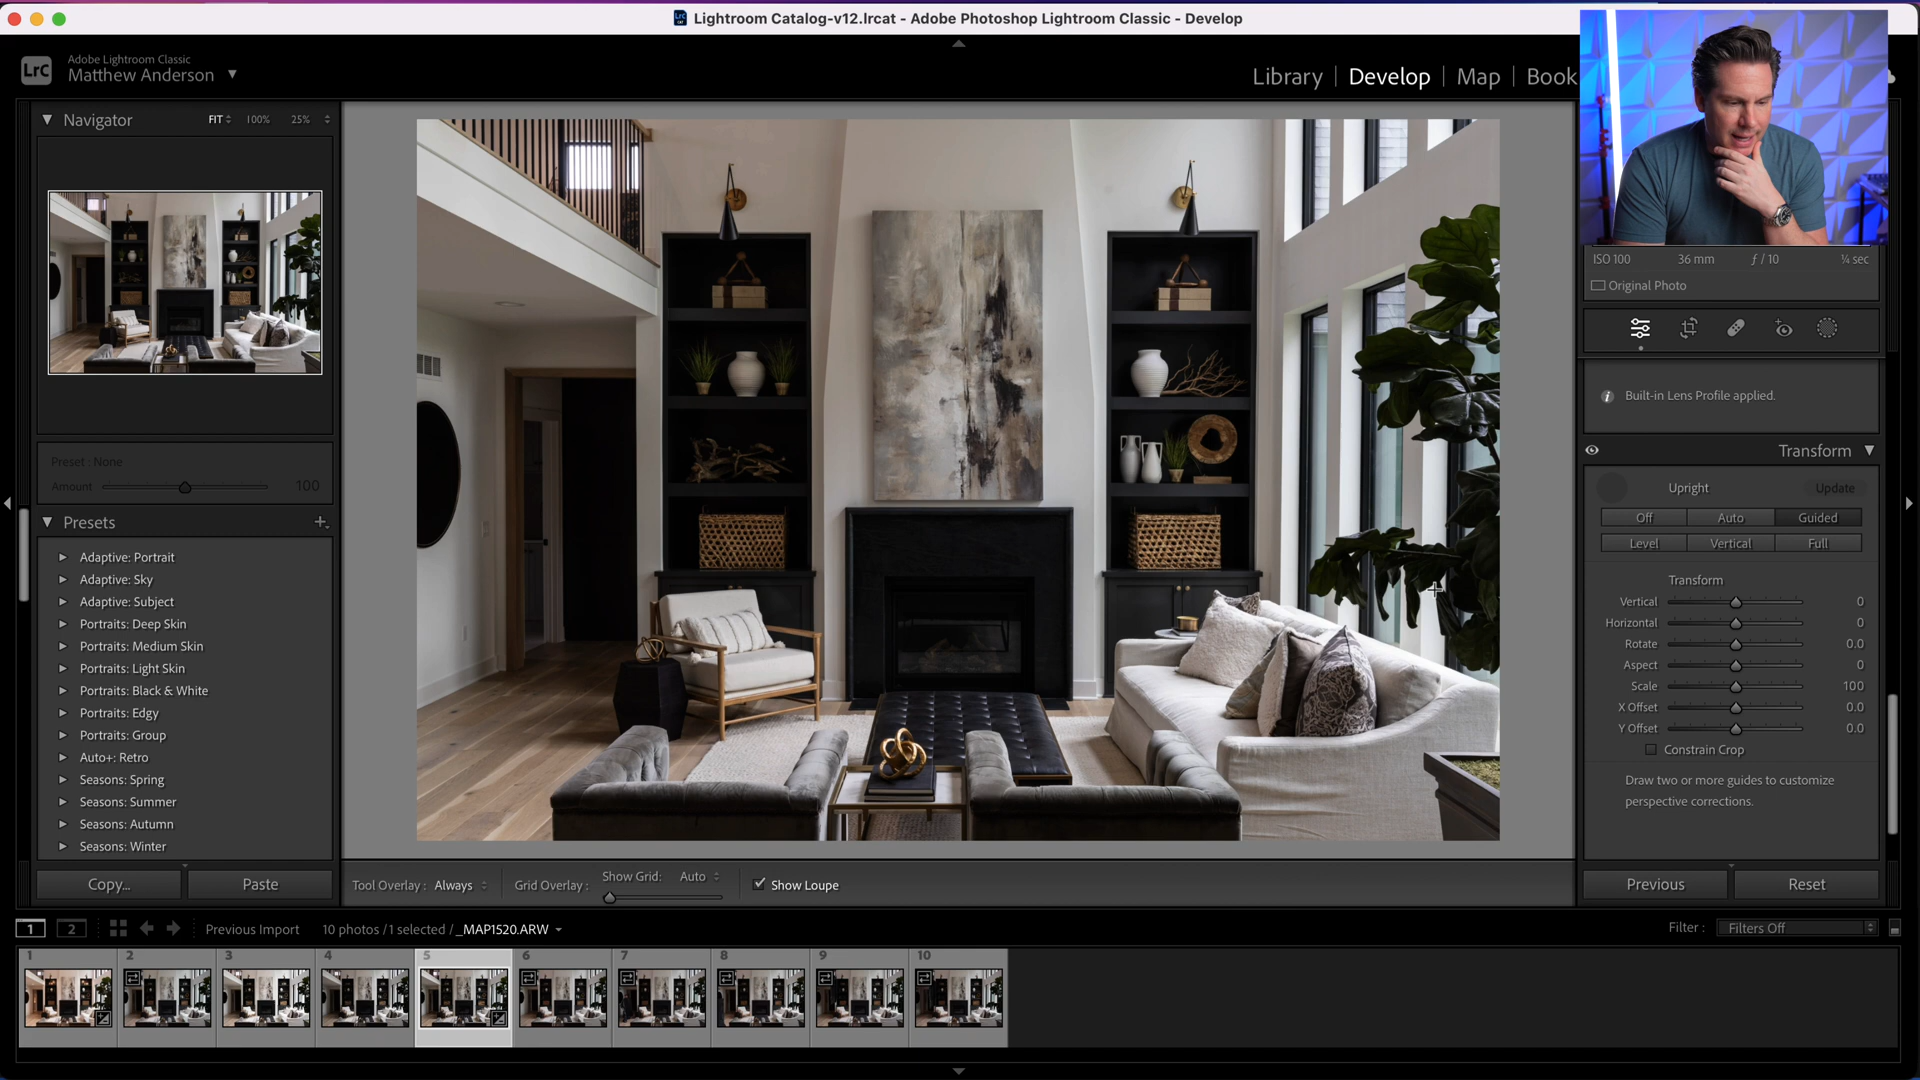 Lightroom Catalog-v12.lrcat - Adobe Photoshop Lightroom Classic - Develop
LrC
Adobe Lightroom Classic
Matthew Anderson
Library | Develop | Map | Book
Navigator
FIT
100%
25%
Preset : None
Amount
100
Presets
Adaptive: Portrait
Adaptive: Sky
Adaptive: Subject
Portraits: Deep Skin
Portraits: Medium Skin
Portraits: Light Skin
Portraits: Black & White
Portraits: Edgy
Portraits: Group
Auto+: Retro
Seasons: Spring
Seasons: Summer
Seasons: Autumn
Seasons: Winter
Copy...
Paste
Tool Overlay : Always
Grid Overlay :
Show Grid: Auto
Show Loupe
ISO 100 36 mm ƒ / 10 ¼ sec
Original Photo
Built-in Lens Profile applied.
Transform
Upright
Update
Off Auto Guided
Level Vertical Full
Transform
Vertical 0
Horizontal 0
Rotate 0.0
Aspect 0
Scale 100
X Offset 0.0
Y Offset 0.0
Constrain Crop
Draw two or more guides to customize
perspective corrections.
Previous
Reset
1 2
Previous Import
10 photos / 1 selected / _MAP1520.ARW
Filter : Filters Off
1 2 3 4 5 6 7 8 9 10